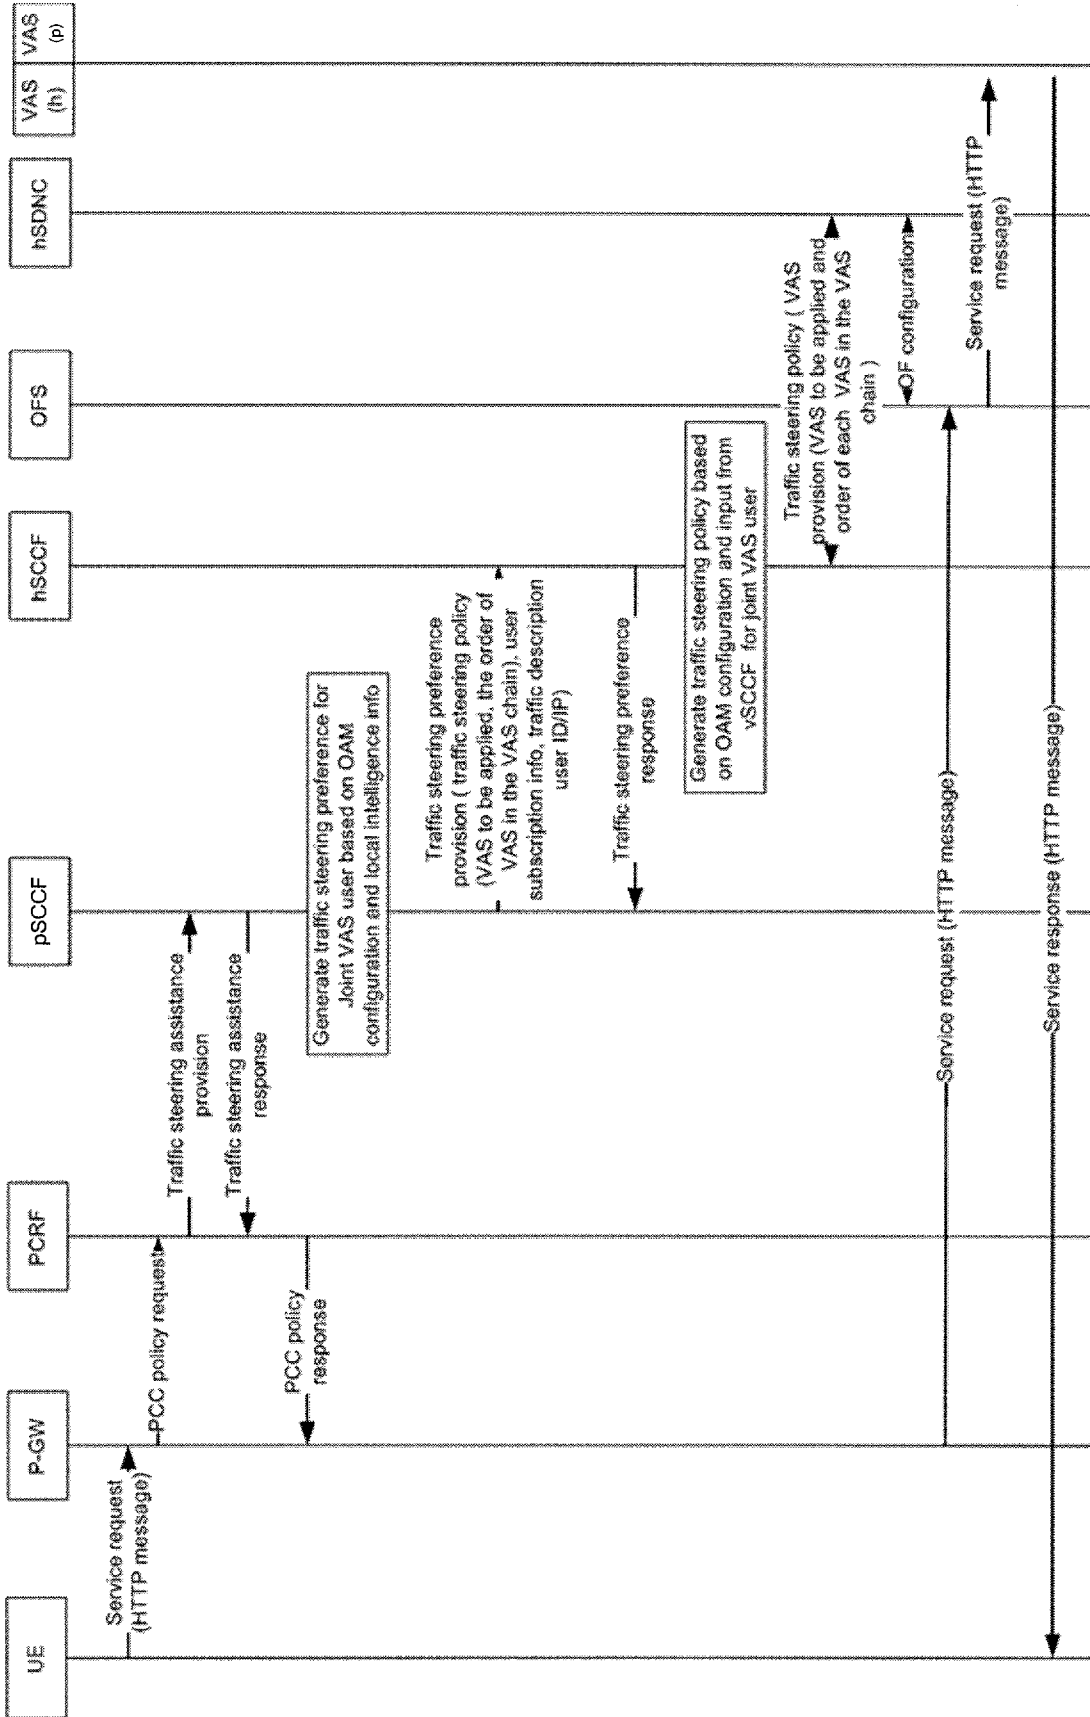 UE
P-GW
PCRF
pSCCF
hSCCF
OFS
hSDNC
VAS
(h)
VAS
(p)
Service request
(HTTP message)
PCC policy request
Traffic steering assistance
provision
Traffic steering assistance
response
PCC policy
response
Generate traffic steering preference for
Joint VAS user based on OAM
configuration and local intelligence info
Traffic steering preference
provision ( traffic steering policy
(VAS to be applied, the order of
VAS in the VAS chain), user
subscription info, traffic description
user ID/IP)
Traffic steering preference
response
Generate traffic steering policy based
on OAM configuration and input from
vSCCF for joint VAS user
Traffic steering policy ( VAS
provision (VAS to be applied and
order of each VAS in the VAS
chain )
OF configuration
Service request (HTTP message)
Service request (HTTP
message)
Service response (HTTP message)